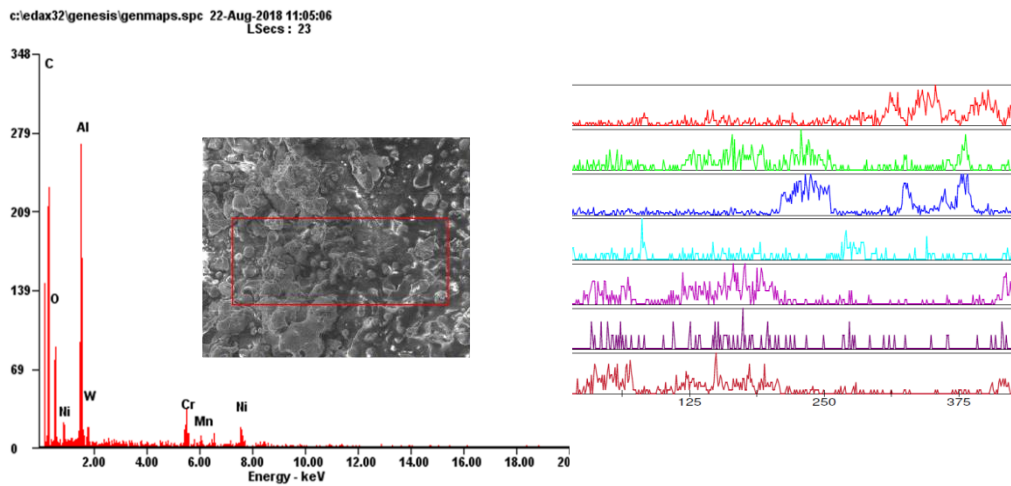 c:\edax32\genesis\genmaps.spc 22-Aug-2018 11:05:06
LSecs : 23
348
C
279
Al
209
139
O
69
Ni
W
Cr
Mn
Ni
0
2.00 4.00 6.00 8.00 10.00 12.00 14.00 16.00 18.00 20
Energy - keV
125 250 375